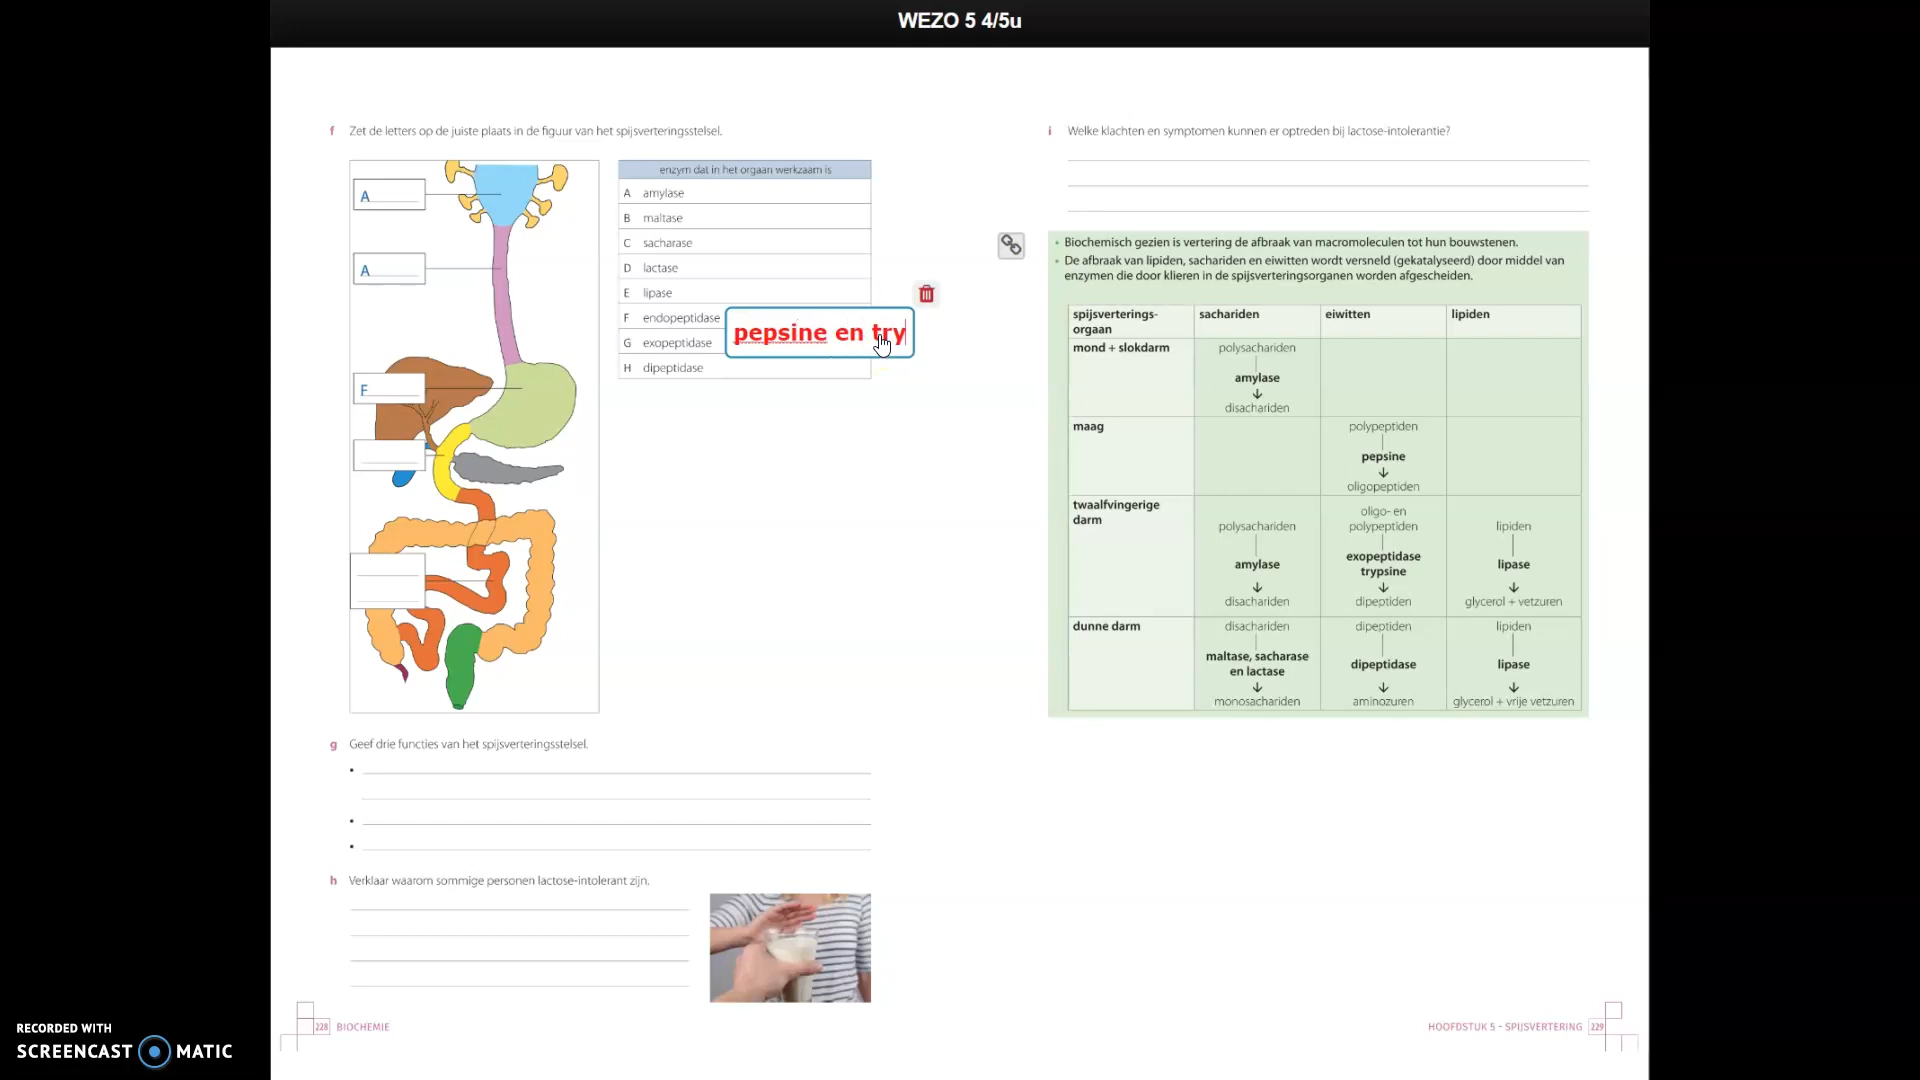 WEZO 5 4/5u
f Zet de letters op de juiste plaats in de figuur van het spijsverteringsstelsel.
A
A
F
enzym dat in het orgaan werkzaam is
A amylase
B maltase
C sacharase
D lactase
E lipase
F endopeptidase
pepsine en try
G exopeptidase
H dipeptidase
g Geef drie functies van het spijsverteringsstelsel.
h Verklaar waarom sommige personen lactose-intolerant zijn.
228 BIOCHEMIE
i Welke klachten en symptomen kunnen er optreden bij lactose-intolerantie?
• Biochemisch gezien is vertering de afbraak van macromoleculen tot hun bouwstenen.
• De afbraak van lipiden, sachariden en eiwitten wordt versneld (gekatalyseerd) door middel van
enzymen die door klieren in de spijsverteringsorganen worden afgescheiden.
spijsverterings-
orgaan
sachariden
eiwitten
lipiden
mond + slokdarm
polysachariden
amylase
disachariden
maag
polypeptiden
pepsine
oligopeptiden
twaalfvingerige
darm
polysachariden
amylase
disachariden
oligo- en
polypeptiden
exopeptidase
trypsine
dipeptiden
lipiden
lipase
glycerol + vetzuren
dunne darm
disachariden
maltase, sacharase
en lactase
monosachariden
dipeptiden
dipeptidase
aminozuren
lipiden
lipase
glycerol + vrije vetzuren
HOOFDSTUK 5 - SPIJSVERTERING 229
RECORDED WITH
SCREENCAST MATIC